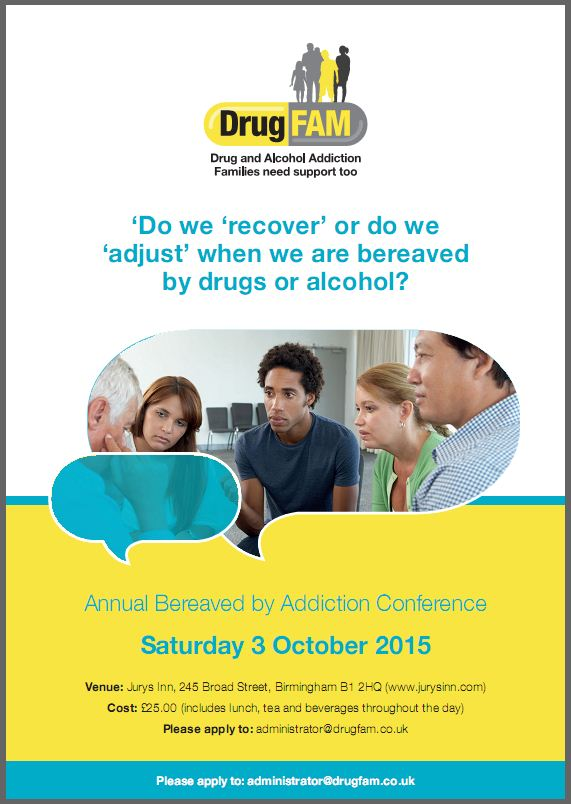 DrugFAM
Drug and Alcohol Addiction
Families need support too
‘Do we ‘recover’ or do we
‘adjust’ when we are bereaved
by drugs or alcohol?
Annual Bereaved by Addiction Conference
Saturday 3 October 2015
Venue: Jurys Inn, 245 Broad Street, Birmingham B1 2HQ (www.jurysinn.com)
Cost: £25.00 (includes lunch, tea and beverages throughout the day)
Please apply to: administrator@drugfam.co.uk
Please apply to: administrator@drugfam.co.uk